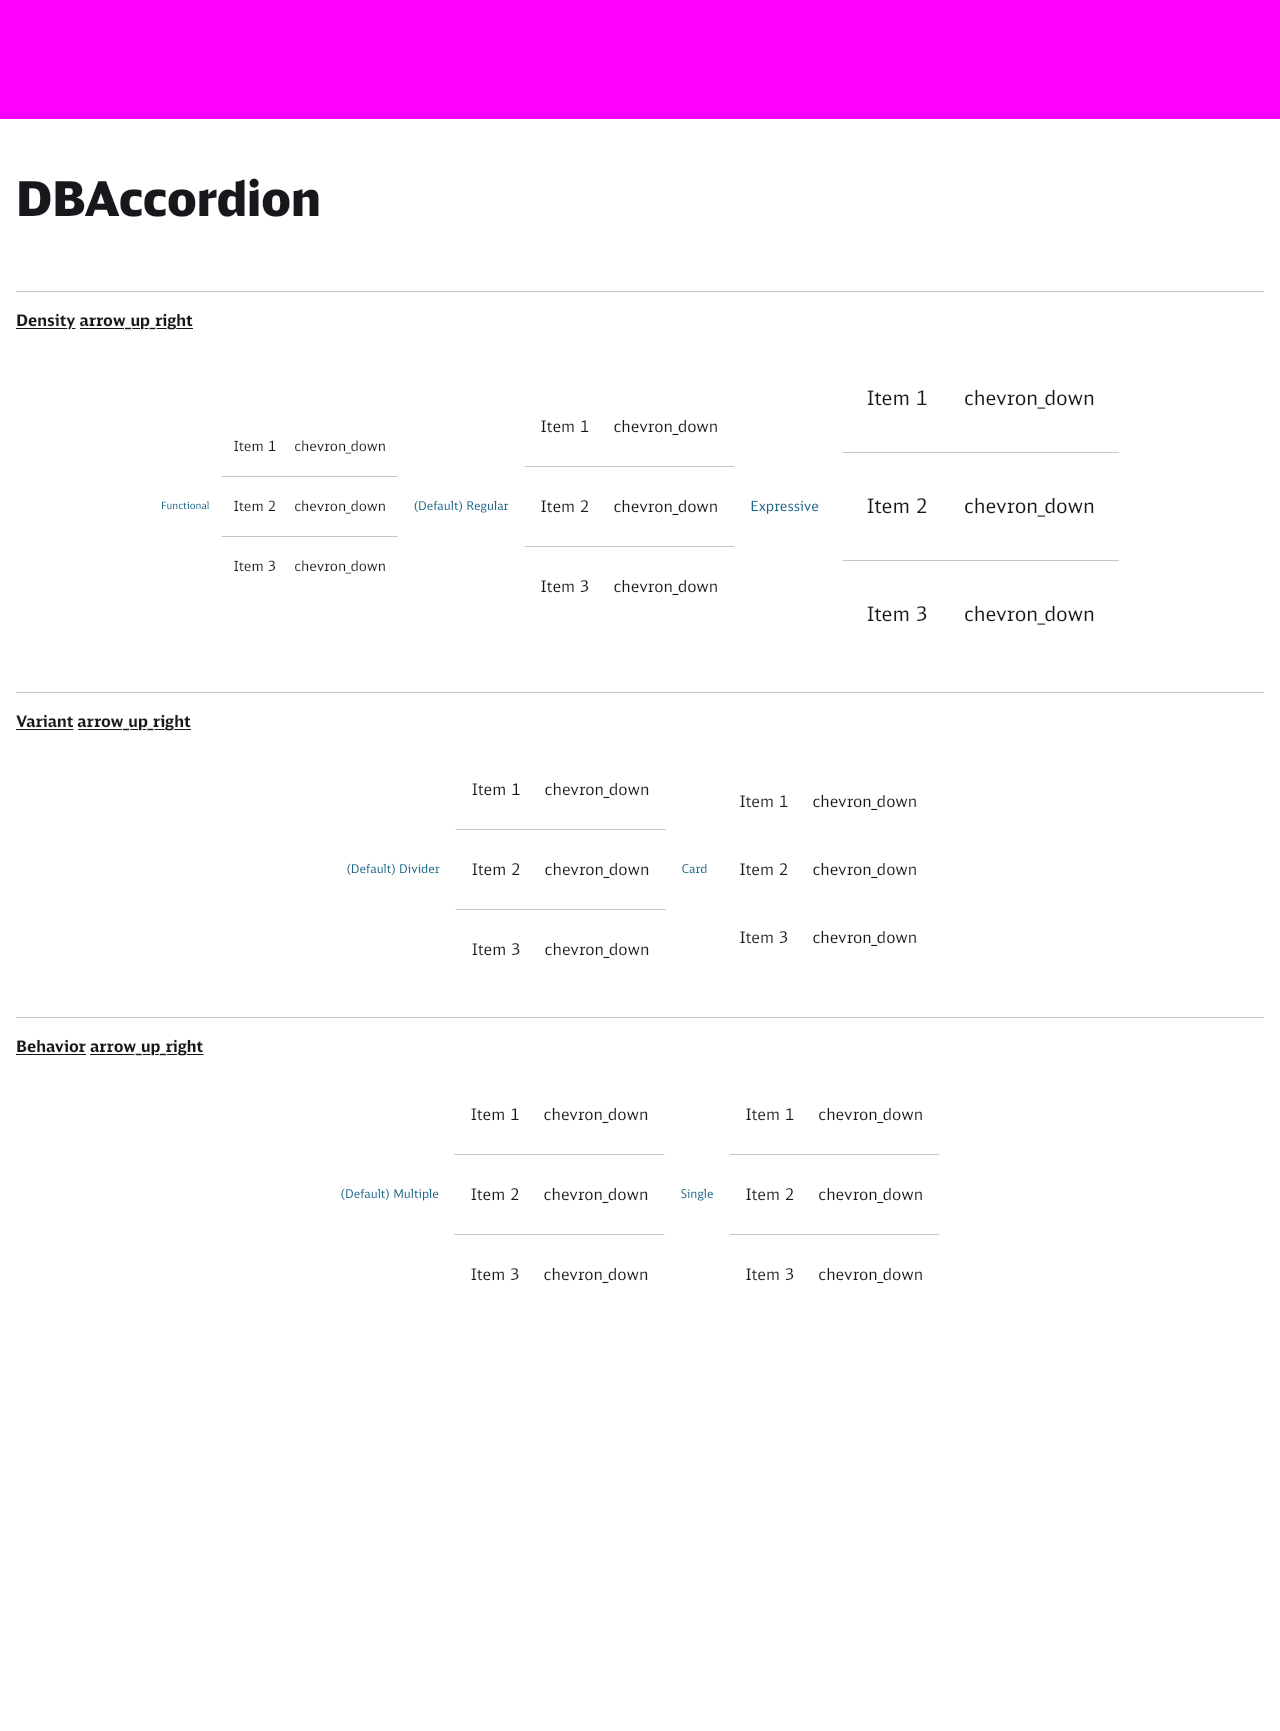 DBAccordion
Density arrow_up_right
Functional
Item 1 chevron_down
Item 2 chevron_down
Item 3 chevron_down
(Default) Regular
Item 1 chevron_down
Item 2 chevron_down
Item 3 chevron_down
Expressive
Item 1 chevron_down
Item 2 chevron_down
Item 3 chevron_down
Variant arrow_up_right
(Default) Divider
Item 1 chevron_down
Item 2 chevron_down
Item 3 chevron_down
Card
Item 1 chevron_down
Item 2 chevron_down
Item 3 chevron_down
Behavior arrow_up_right
(Default) Multiple
Item 1 chevron_down
Item 2 chevron_down
Item 3 chevron_down
Single
Item 1 chevron_down
Item 2 chevron_down
Item 3 chevron_down